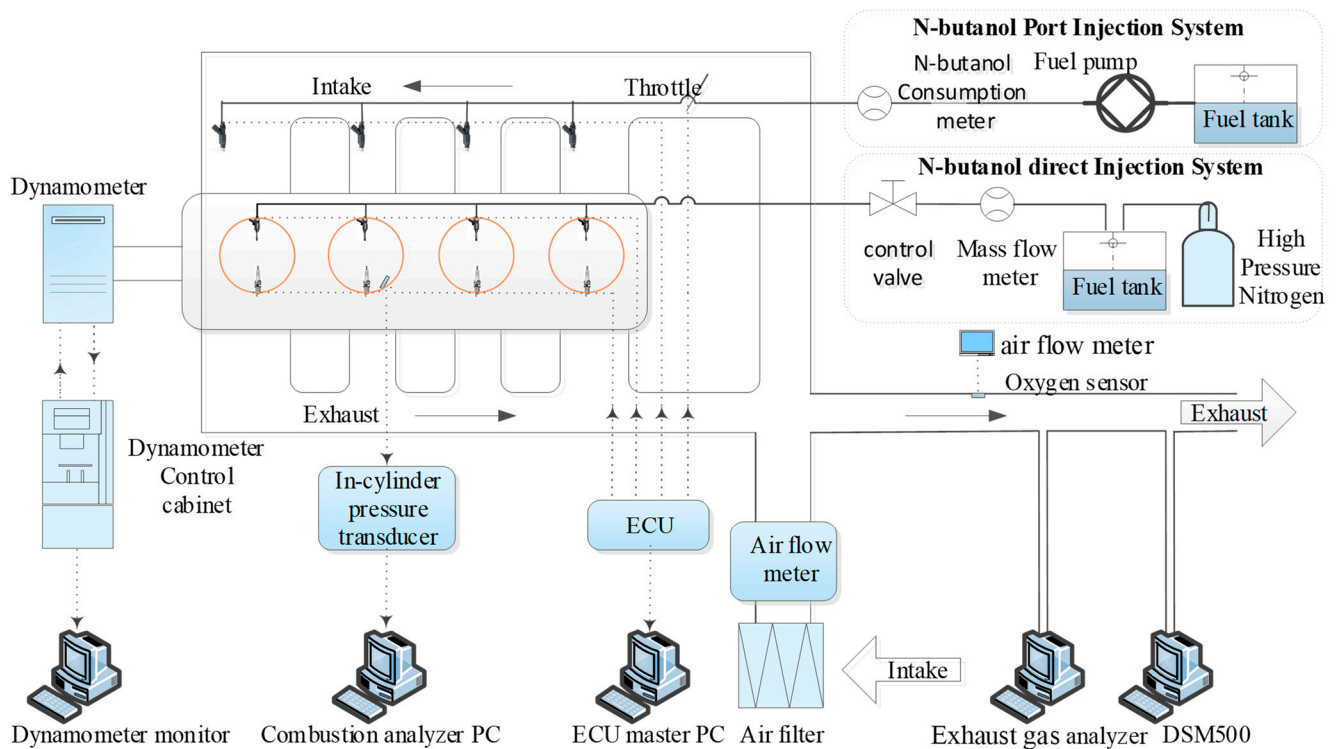 N-butanol Port Injection System
N-butanol
Consumption
meter
Fuel pump
Fuel tank
Intake
Throttle
N-butanol direct Injection System
control
valve
Mass flow
meter
Fuel tank
High
Pressure
Nitrogen
Dynamometer
air flow meter
Oxygen sensor
Exhaust
Exhaust
Dynamometer
Control
cabinet
In-cylinder
pressure
transducer
ECU
Air flow
meter
Intake
Dynamometer monitor
Combustion analyzer PC
ECU master PC
Air filter
Exhaust gas analyzer
DSM500